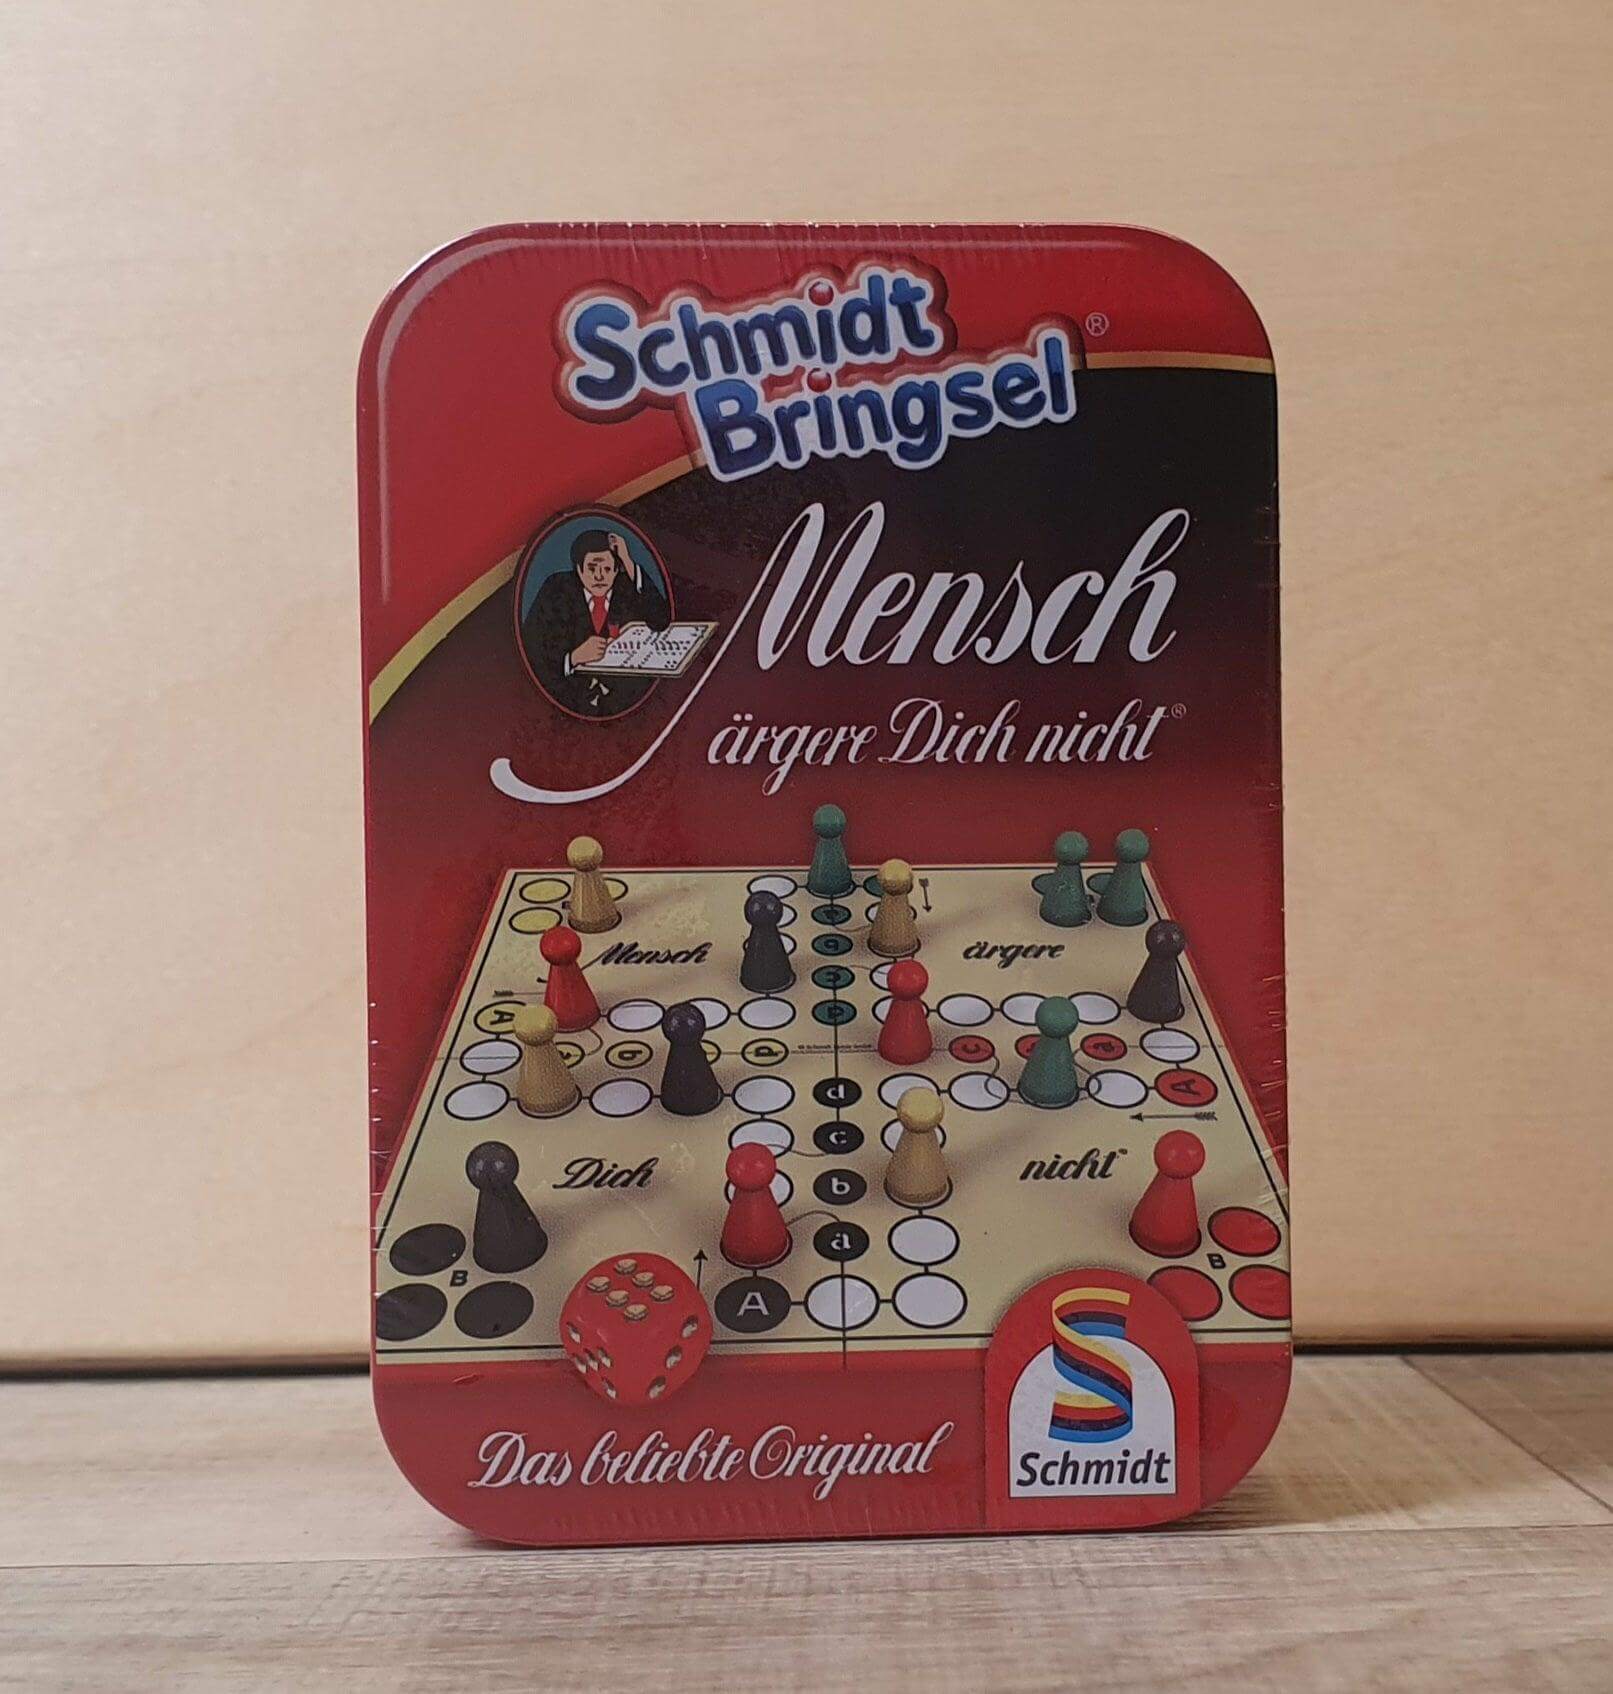 Schmidt
Bringsel®
Mensch
ärgere Dich nicht®
Mensch
ärgere
A
b
d
a
c
a
A
d
c
b
a
Dich
nicht
B
B
A
Das beliebte Original
Schmidt